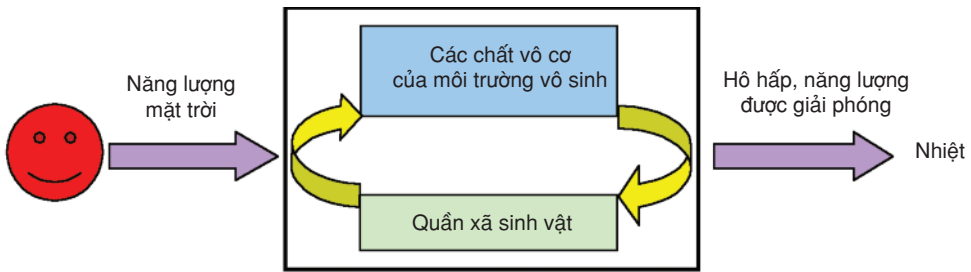 Năng lượng
mặt trời
Các chất vô cơ
của môi trường vô sinh
Quần xã sinh vật
Hô hấp, năng lượng
được giải phóng
Nhiệt